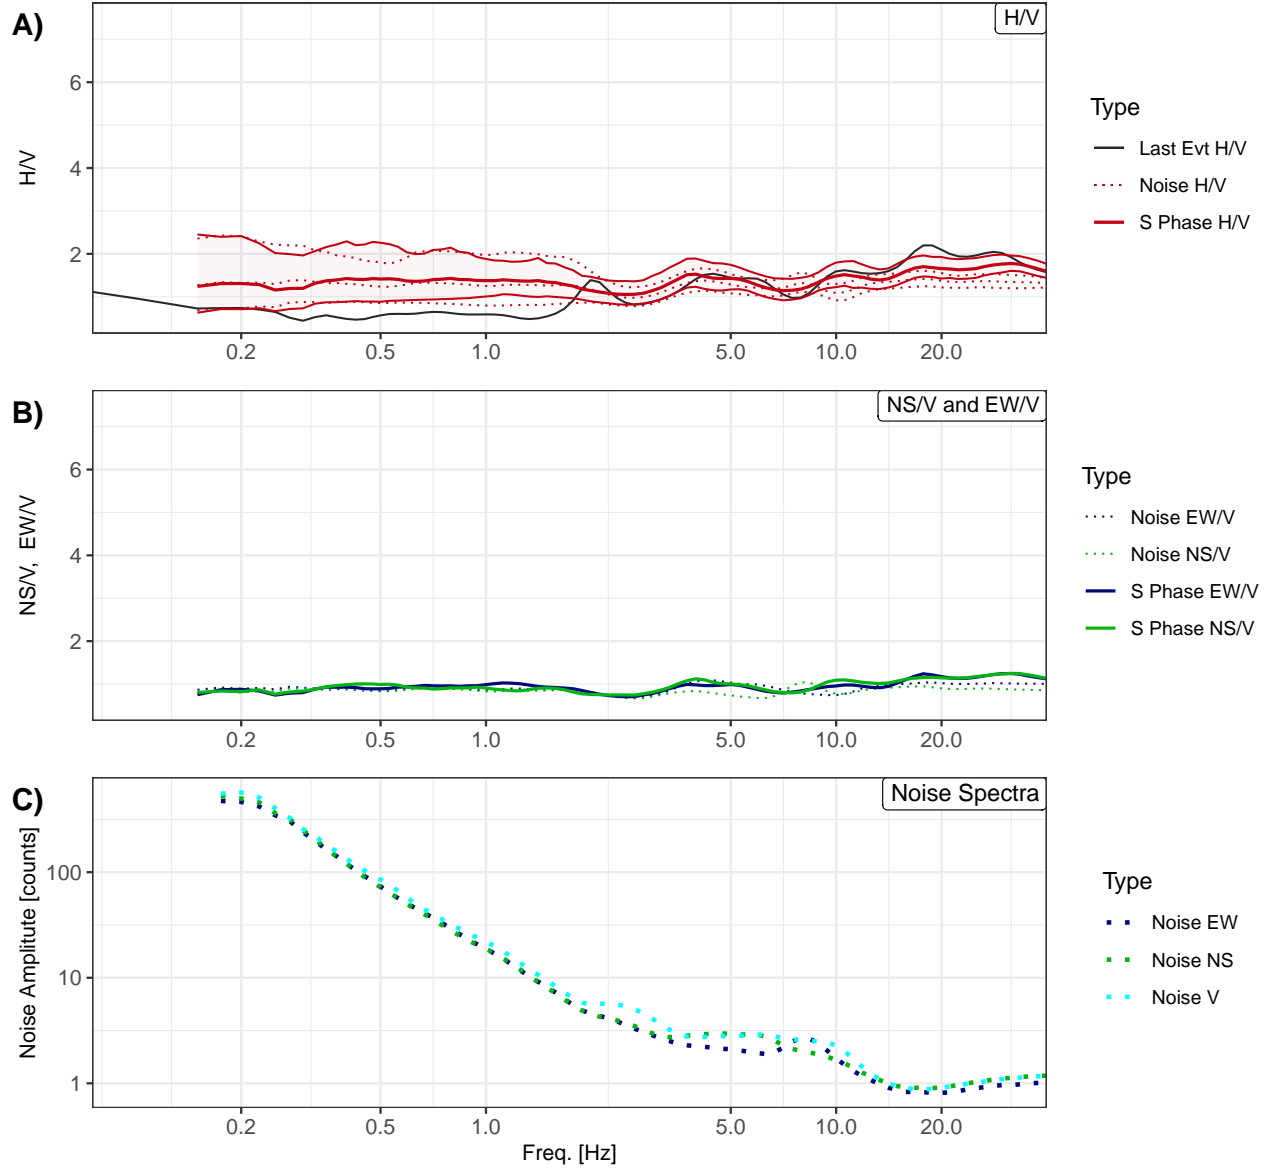 A)
H/V
6
4
2
H/V
0.2 0.5 1.0 5.0 10.0 20.0
Type
Last Evt H/V
Noise H/V
S Phase H/V
B)
NS/V and EW/V
6
4
2
NS/V, EW/V
0.2 0.5 1.0 5.0 10.0 20.0
Type
Noise EW/V
Noise NS/V
S Phase EW/V
S Phase NS/V
C)
Noise Spectra
100
10
1
Noise Amplitute [counts]
0.2 0.5 1.0 5.0 10.0 20.0
Freq. [Hz]
Type
Noise EW
Noise NS
Noise V